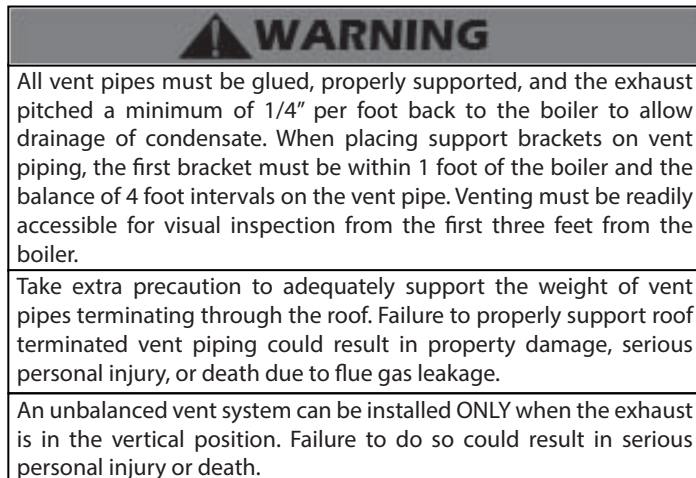 WARNING
All vent pipes must be glued, properly supported, and the exhaust
pitched a minimum of 1/4” per foot back to the boiler to allow
drainage of condensate. When placing support brackets on vent
piping, the first bracket must be within 1 foot of the boiler and the
balance of 4 foot intervals on the vent pipe. Venting must be readily
accessible for visual inspection from the first three feet from the
boiler.
Take extra precaution to adequately support the weight of vent
pipes terminating through the roof. Failure to properly support roof
terminated vent piping could result in property damage, serious
personal injury, or death due to flue gas leakage.
An unbalanced vent system can be installed ONLY when the exhaust
is in the vertical position. Failure to do so could result in serious
personal injury or death.